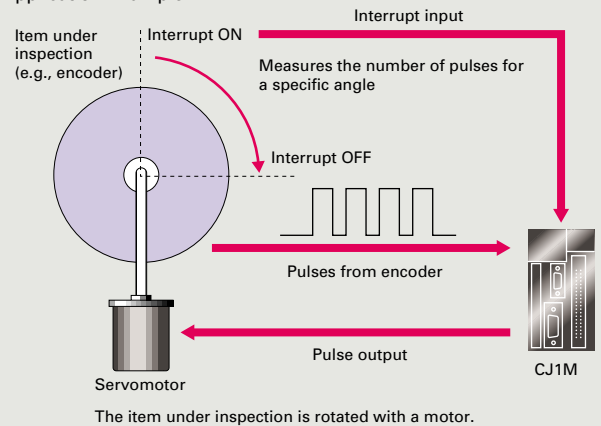 Interrupt input
Item under
inspection
(e.g., encoder)
Interrupt ON
Measures the number of pulses for
a specific angle
Interrupt OFF
Pulses from encoder
Pulse output
CJ1M
Servomotor
The item under inspection is rotated with a motor.